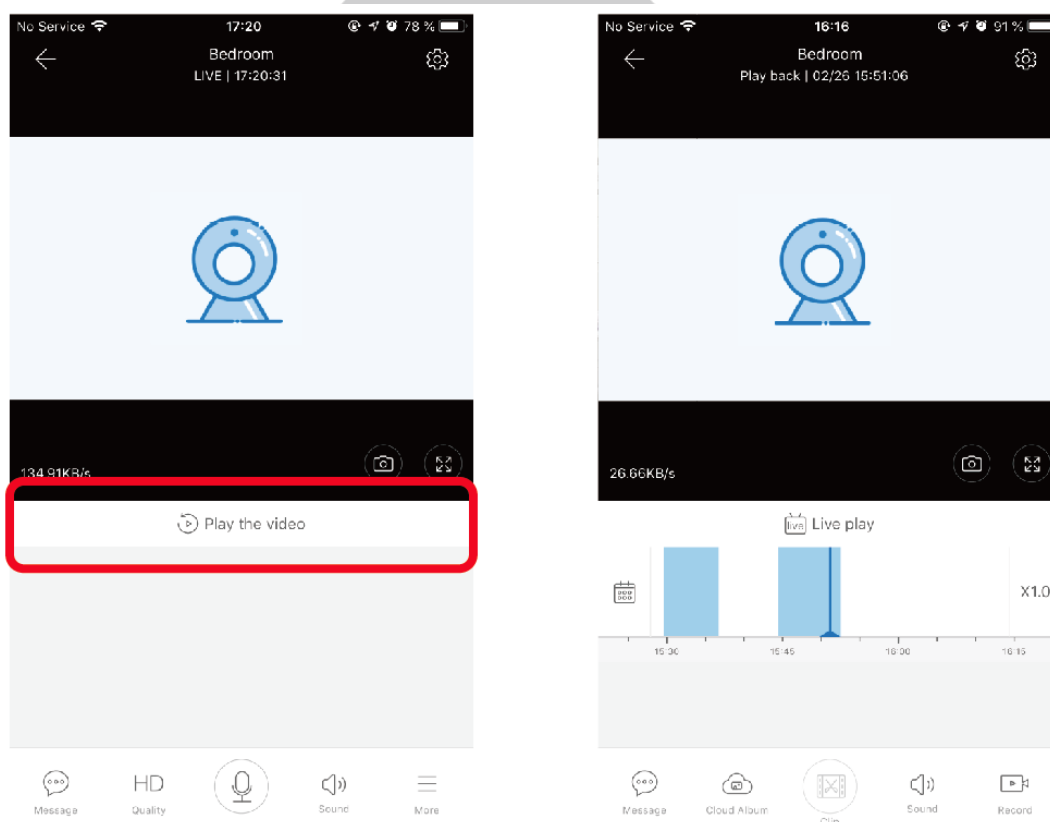 No Service 17:20 78 %
Bedroom
LIVE | 17:20:31
134.91KB/s
Play the video
Message
HD
Quality
Sound
More
No Service 16:16 91 %
Bedroom
Play back | 02/26 15:51:06
26.66KB/s
live Live play
X1.0
15:30 15:45 16:00 16:15
Message
Cloud Album
Clip
Sound
Record